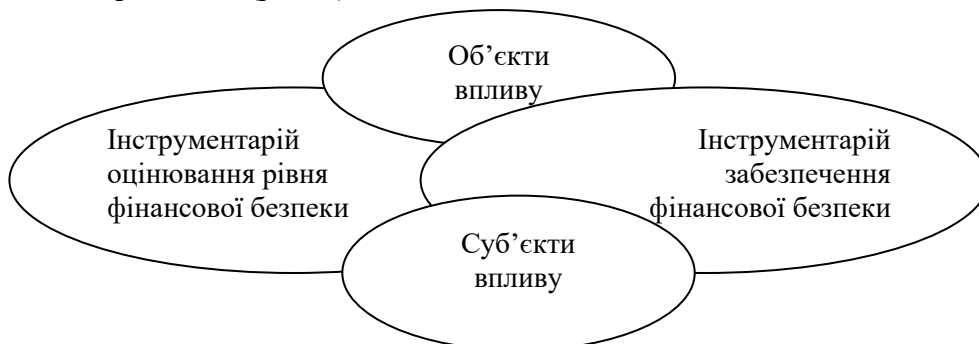 Об’єкти
впливу
Інструментарій
оцінювання рівня
фінансової безпеки
Інструментарій
забезпечення
фінансової безпеки
Суб’єкти
впливу